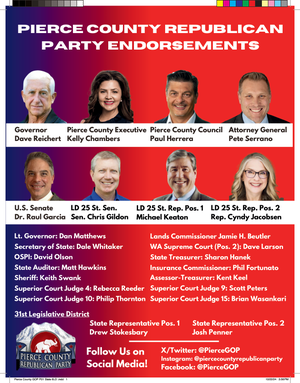 PIERCE COUNTY REPUBLICAN
PARTY ENDORSEMENTS
Governor
Dave Reichert
Pierce County Executive
Kelly Chambers
Pierce County Council
Paul Herrera
Attorney General
Pete Serrano
U.S. Senate
Dr. Raul Garcia
LD 25 St. Sen.
Sen. Chris Gildon
LD 25 St. Rep. Pos. 1
Michael Keaton
LD 25 St. Rep. Pos. 2
Rep. Cyndy Jacobsen
Lt. Governor: Dan Matthews
Secretary of State: Dale Whitaker
OSPI: David Olson
State Auditor: Matt Hawkins
Sheriff: Keith Swank
Superior Court Judge 4: Rebecca Reeder
Superior Court Judge 10: Philip Thornton
Lands Commissioner Jamie H. Beutler
WA Supreme Court (Pos. 2): Dave Larson
State Treasurer: Sharan Hanek
Insurance Commissioner: Phil Fortunato
Assessor-Treasurer: Kent Keel
Superior Court Judge 9: Scott Peters
Superior Court Judge 15: Brian Wasankari
31st Legislative District
State Representative Pos. 1
Drew Stokesbary
State Representative Pos. 2
Josh Penner
PIERCE COUNTY
REPUBLICAN PARTY
Follow Us on
Social Media!
X/Twitter: @PierceGOP
Instagram: @piercecountyrepublicanparty
Facebook: @PierceGOP